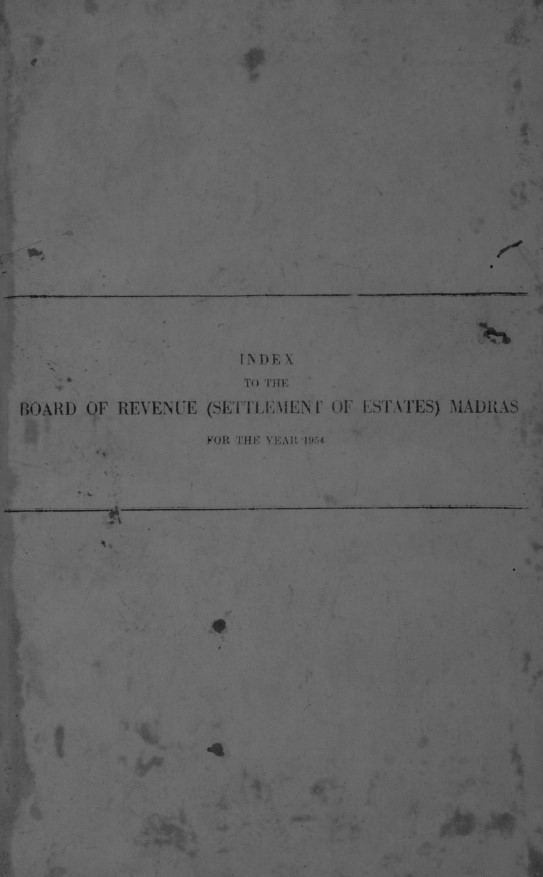 INDEX
TO THE
BOARD OF REVENUE (SETTLEMENT OF ESTATES) MADRAS
FOR THE YEAR 1954